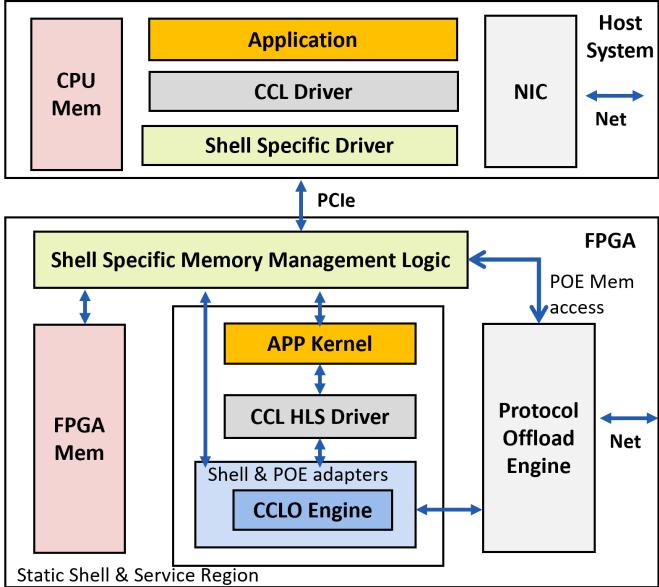 Host
System
Application
CPU
Mem
CCL Driver
NIC
Net
Shell Specific Driver
PCIe
FPGA
Shell Specific Memory Management Logic
POE Mem
access
APP Kernel
FPGA
Mem
CCL HLS Driver
Protocol
Offload
Engine
Net
Shell & POE adapters
CCLO Engine
Static Shell & Service Region